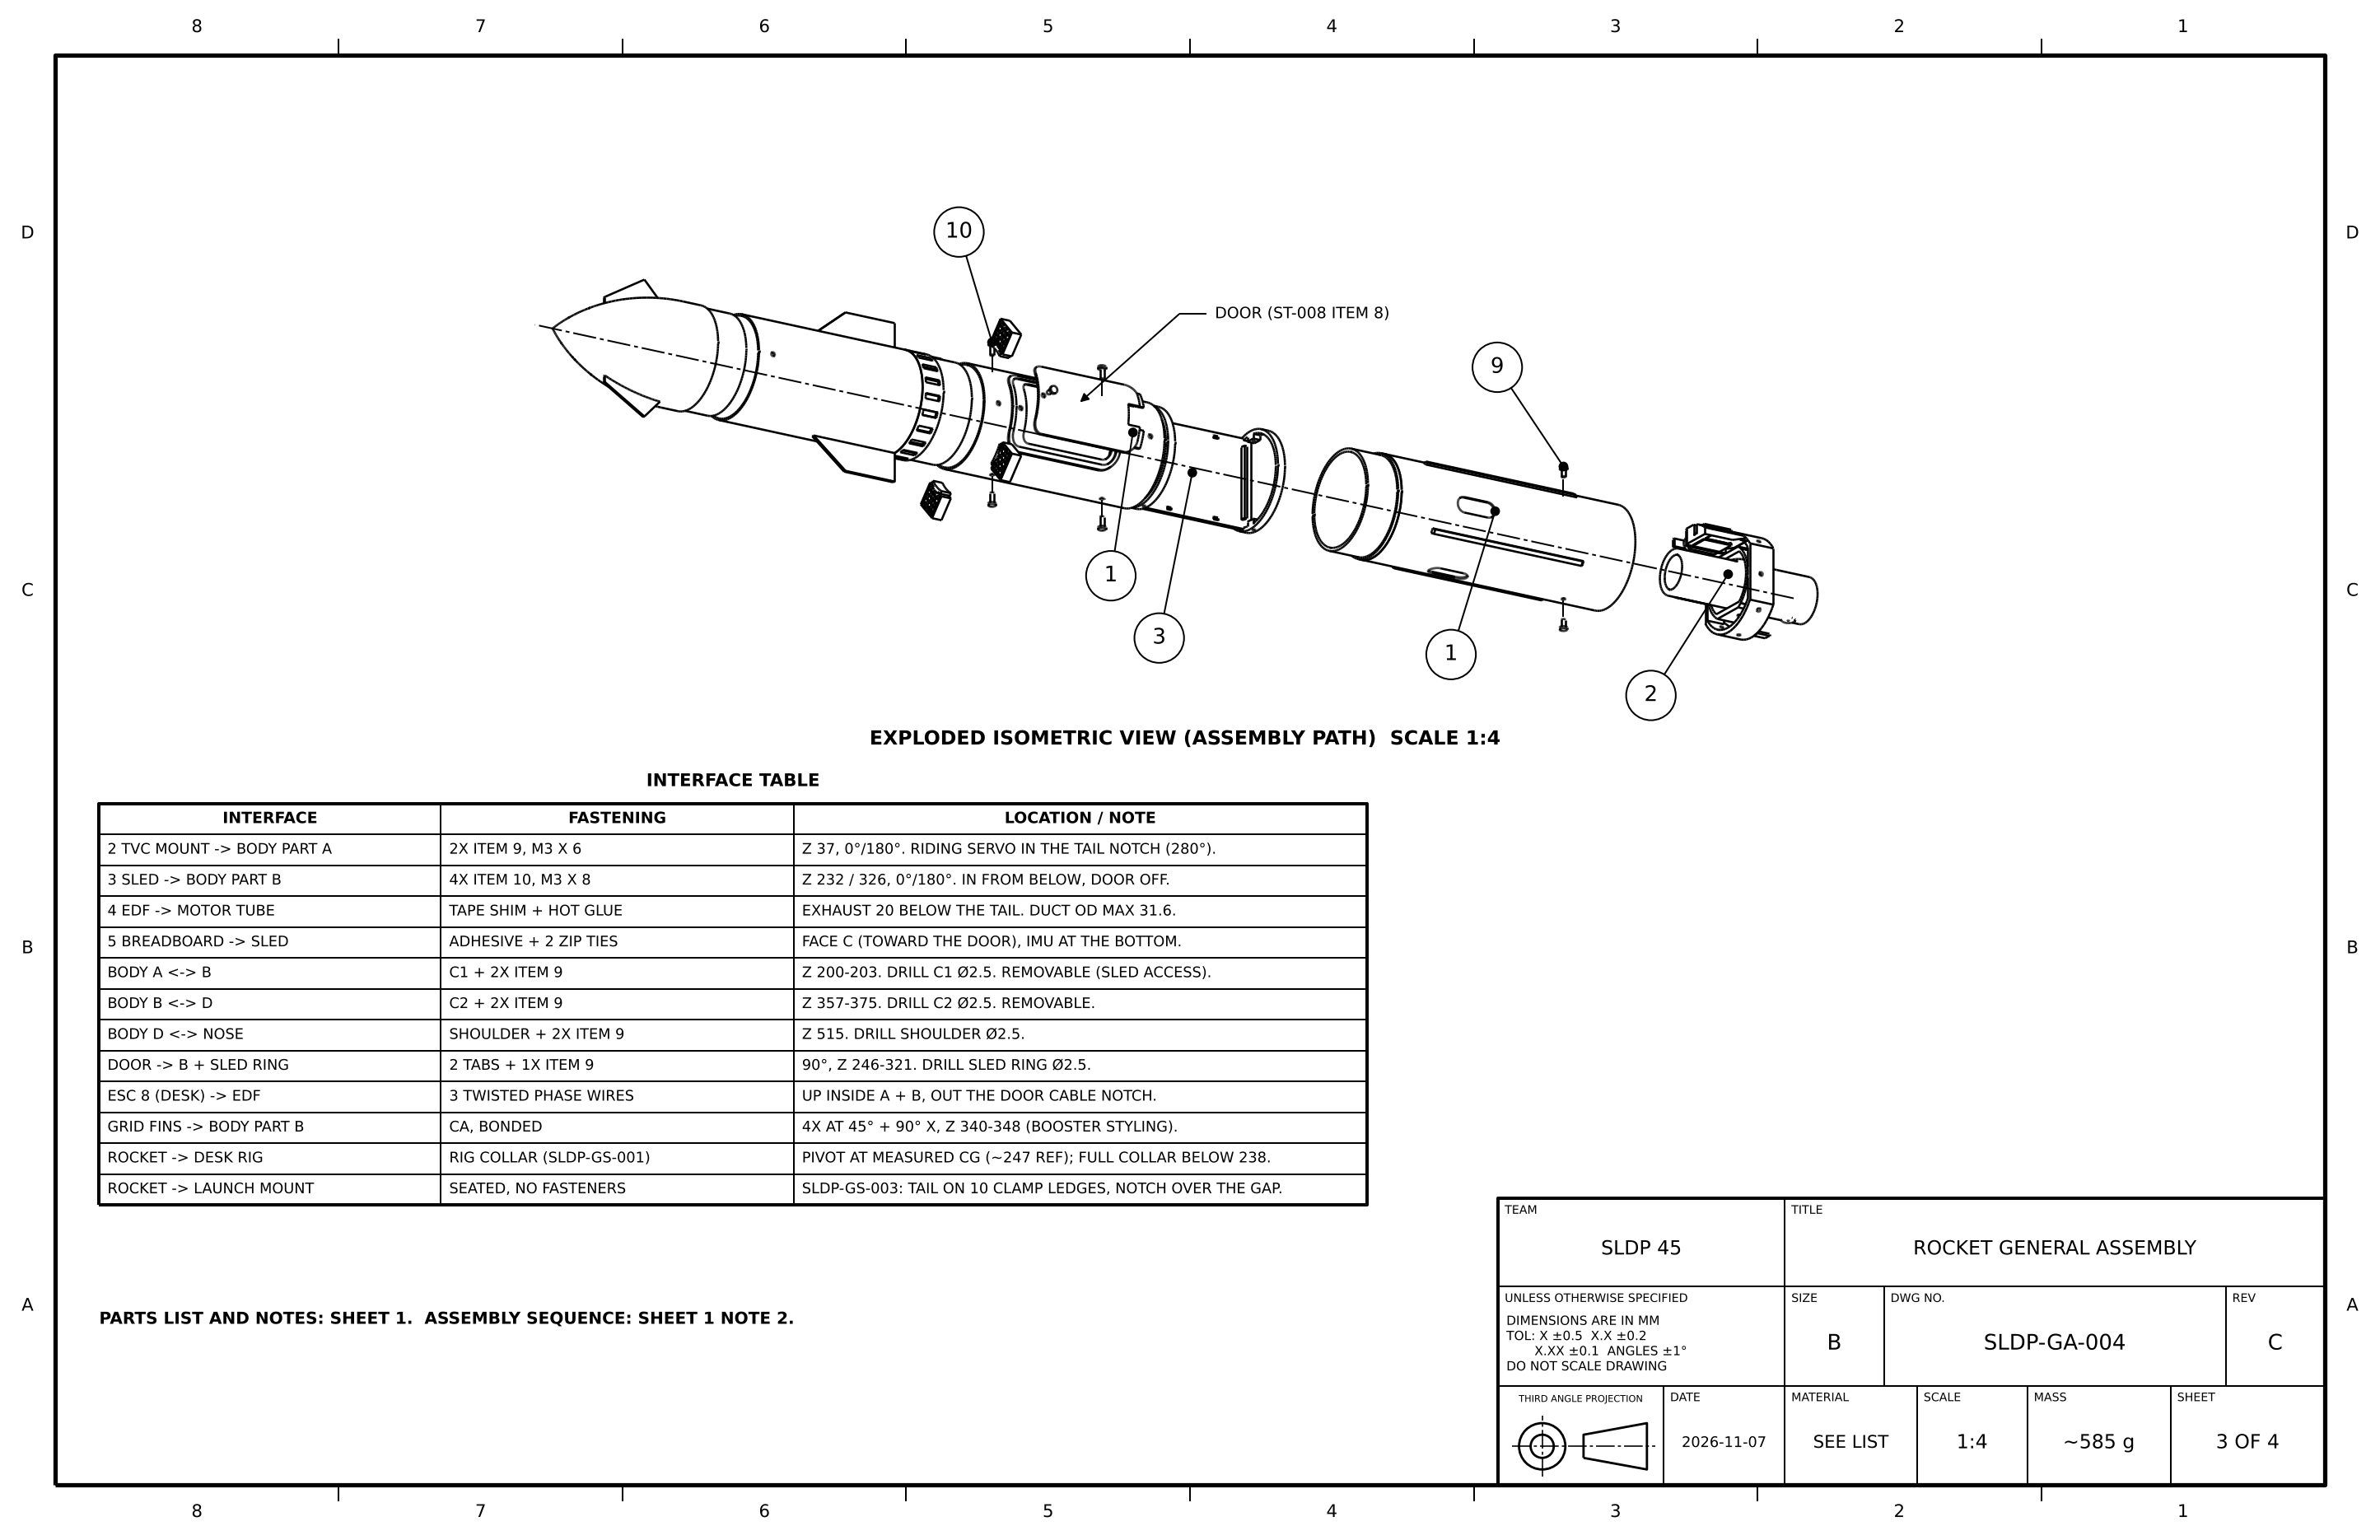 8 7 6 5 4 3 2 1
D D
10
DOOR (ST-008 ITEM 8)
9
1
C C
3
1
2
EXPLODED ISOMETRIC VIEW (ASSEMBLY PATH) SCALE 1:4
INTERFACE TABLE
INTERFACE FASTENING LOCATION / NOTE
2 TVC MOUNT -> BODY PART A 2X ITEM 9, M3 X 6 Z 37, 0°/180°. RIDING SERVO IN THE TAIL NOTCH (280°).
3 SLED -> BODY PART B 4X ITEM 10, M3 X 8 Z 232 / 326, 0°/180°. IN FROM BELOW, DOOR OFF.
4 EDF -> MOTOR TUBE TAPE SHIM + HOT GLUE EXHAUST 20 BELOW THE TAIL. DUCT OD MAX 31.6.
B B
5 BREADBOARD -> SLED ADHESIVE + 2 ZIP TIES FACE C (TOWARD THE DOOR), IMU AT THE BOTTOM.
BODY A <-> B C1 + 2X ITEM 9 Z 200-203. DRILL C1 Ø2.5. REMOVABLE (SLED ACCESS).
BODY B <-> D C2 + 2X ITEM 9 Z 357-375. DRILL C2 Ø2.5. REMOVABLE.
BODY D <-> NOSE SHOULDER + 2X ITEM 9 Z 515. DRILL SHOULDER Ø2.5.
DOOR -> B + SLED RING 2 TABS + 1X ITEM 9 90°, Z 246-321. DRILL SLED RING Ø2.5.
ESC 8 (DESK) -> EDF 3 TWISTED PHASE WIRES UP INSIDE A + B, OUT THE DOOR CABLE NOTCH.
GRID FINS -> BODY PART B CA, BONDED 4X AT 45° + 90° X, Z 340-348 (BOOSTER STYLING).
ROCKET -> DESK RIG RIG COLLAR (SLDP-GS-001) PIVOT AT MEASURED CG (~247 REF); FULL COLLAR BELOW 238.
ROCKET -> LAUNCH MOUNT SEATED, NO FASTENERS SLDP-GS-003: TAIL ON 10 CLAMP LEDGES, NOTCH OVER THE GAP.
TEAM TITLE
SLDP 45 ROCKET GENERAL ASSEMBLY
A A
PARTS LIST AND NOTES: SHEET 1. ASSEMBLY SEQUENCE: SHEET 1 NOTE 2.
UNLESS OTHERWISE SPECIFIED SIZE DWG NO. REV
DIMENSIONS ARE IN MM
TOL: X ±0.5 X.X ±0.2
X.XX ±0.1 ANGLES ±1°
DO NOT SCALE DRAWING
B SLDP-GA-004 C
THIRD ANGLE PROJECTION DATE MATERIAL SCALE MASS SHEET
2026-11-07 SEE LIST 1:4 ~585 g 3 OF 4
8 7 6 5 4 3 2 1